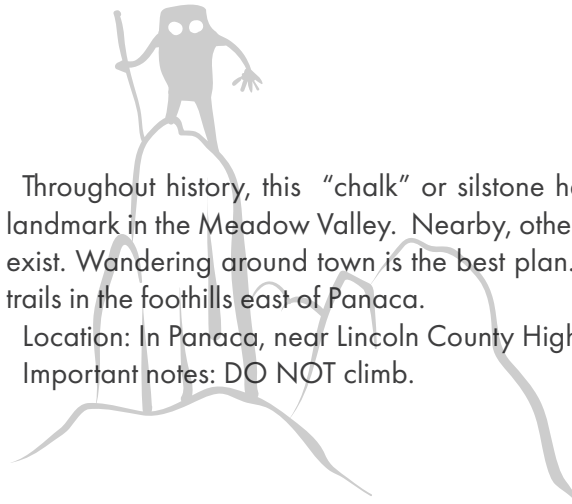 Throughout history, this “chalk” or silstone
landmark in the Meadow Valley. Nearby, othe
exist. Wandering around town is the best plan.
trails in the foothills east of Panaca.
Location: In Panaca, near Lincoln County High
Important notes: DO NOT climb.